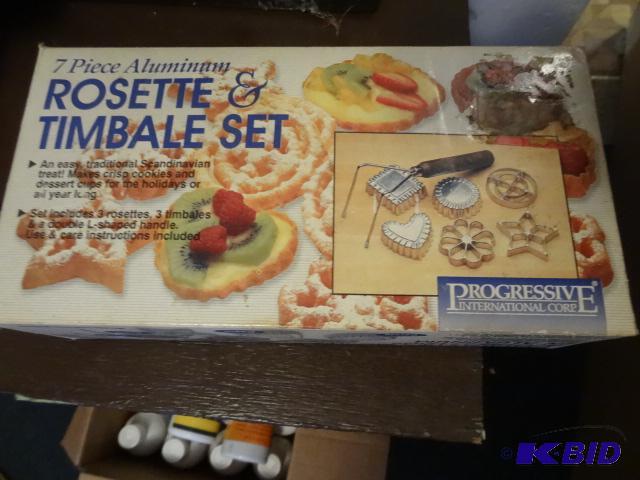 7 Piece Aluminum
ROSETTE &
TIMBALE SET
▶ An easy, traditional Scandinavian
treat! Makes crisp cookies and
dessert cups for the holidays or
all year long.
▶ Set includes 3 rosettes, 3 timbales
& a double L-shaped handle.
Use & care instructions included
PROGRESSIVE®
INTERNATIONAL CORP.
© K-BID